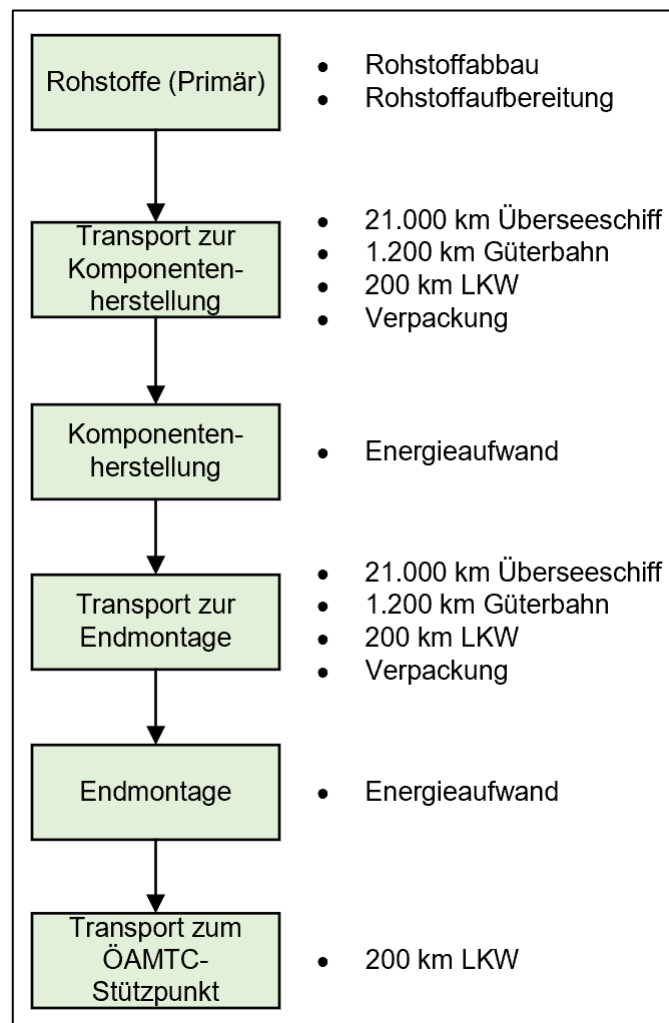 Rohstoffe (Primär)
• Rohstoffabbau
• Rohstoffaufbereitung
Transport zur
Komponenten-
herstellung
• 21.000 km Überseeschiff
• 1.200 km Güterbahn
• 200 km LKW
• Verpackung
Komponenten-
herstellung
• Energieaufwand
Transport zur
Endmontage
• 21.000 km Überseeschiff
• 1.200 km Güterbahn
• 200 km LKW
• Verpackung
Endmontage
• Energieaufwand
Transport zum
ÖAMTC-
Stützpunkt
• 200 km LKW